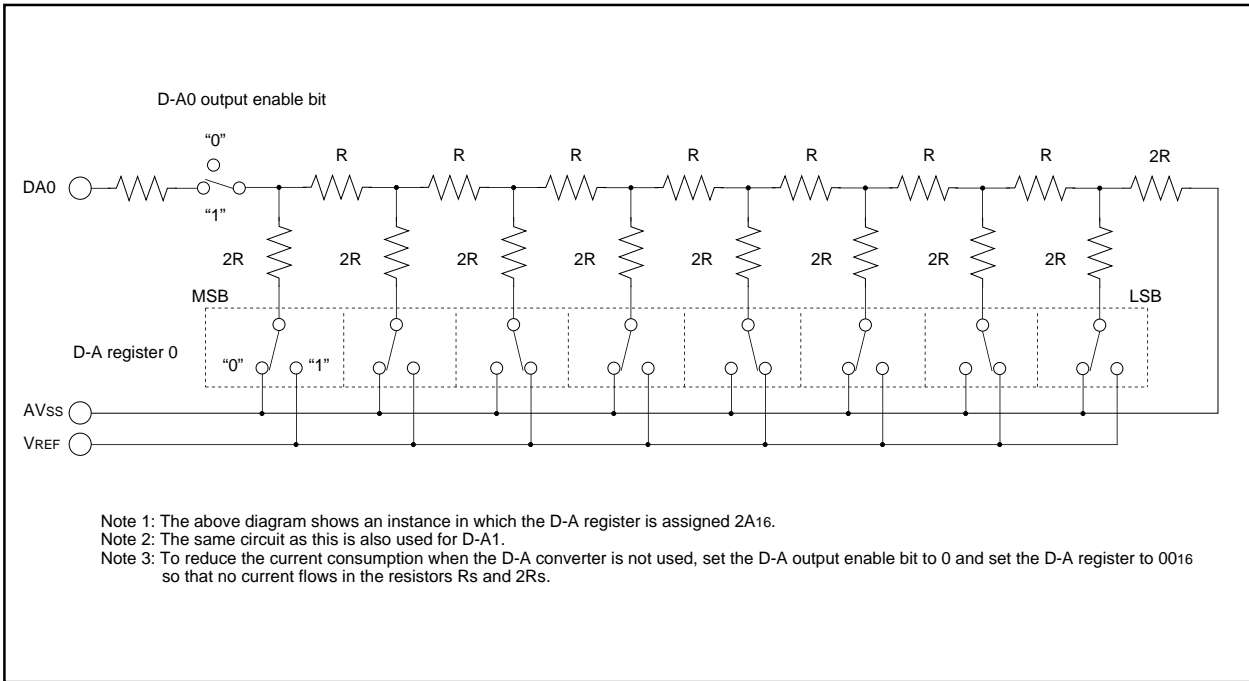 D-A0 output enable bit
“0”
R R R R R R R 2R
DA0
“1”
2R 2R 2R 2R 2R 2R 2R 2R
MSB LSB
D-A register 0
“0” “1”
AVSS
VREF
Note 1: The above diagram shows an instance in which the D-A register is assigned 2A16.
Note 2: The same circuit as this is also used for D-A1.
Note 3: To reduce the current consumption when the D-A converter is not used, set the D-A output enable bit to 0 and set the D-A register to 0016
so that no current flows in the resistors Rs and 2Rs.